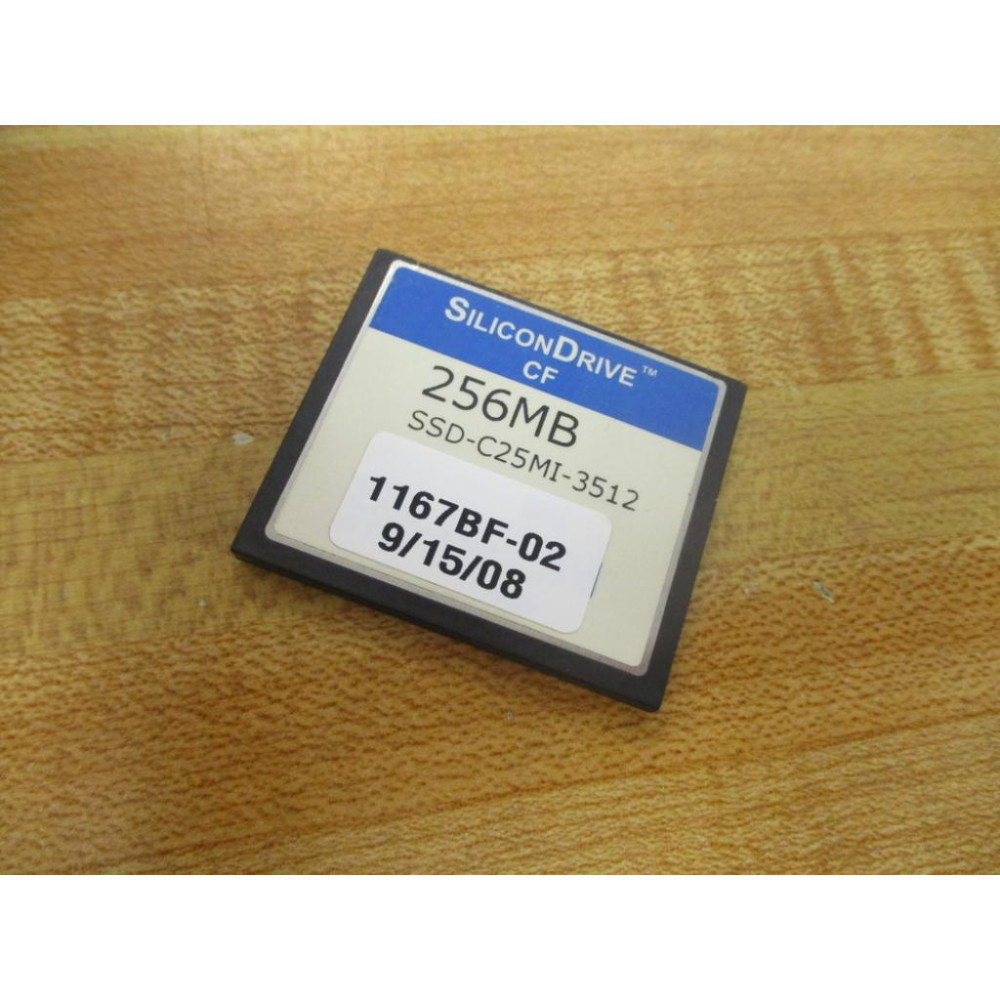 SILICONDRIVE™
CF
256MB
SSD-C25MI-3512
1167BF-02
9/15/08